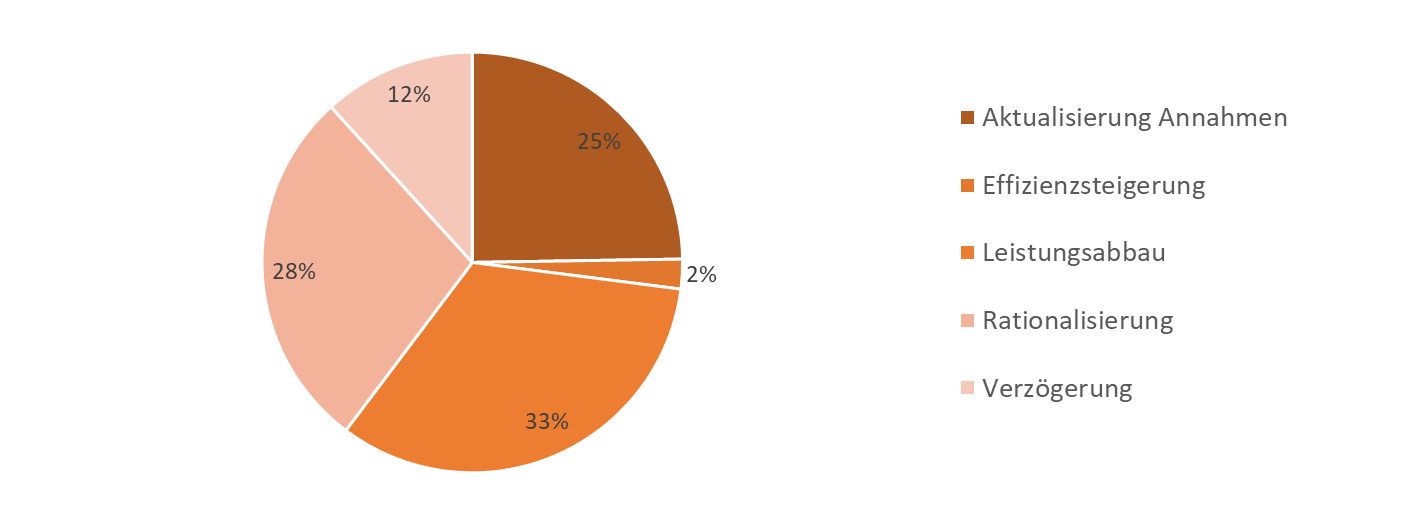 12%
25%
28%
2%
33%
Aktualisierung Annahmen
Effizienzsteigerung
Leistungsabbau
Rationalisierung
Verzögerung